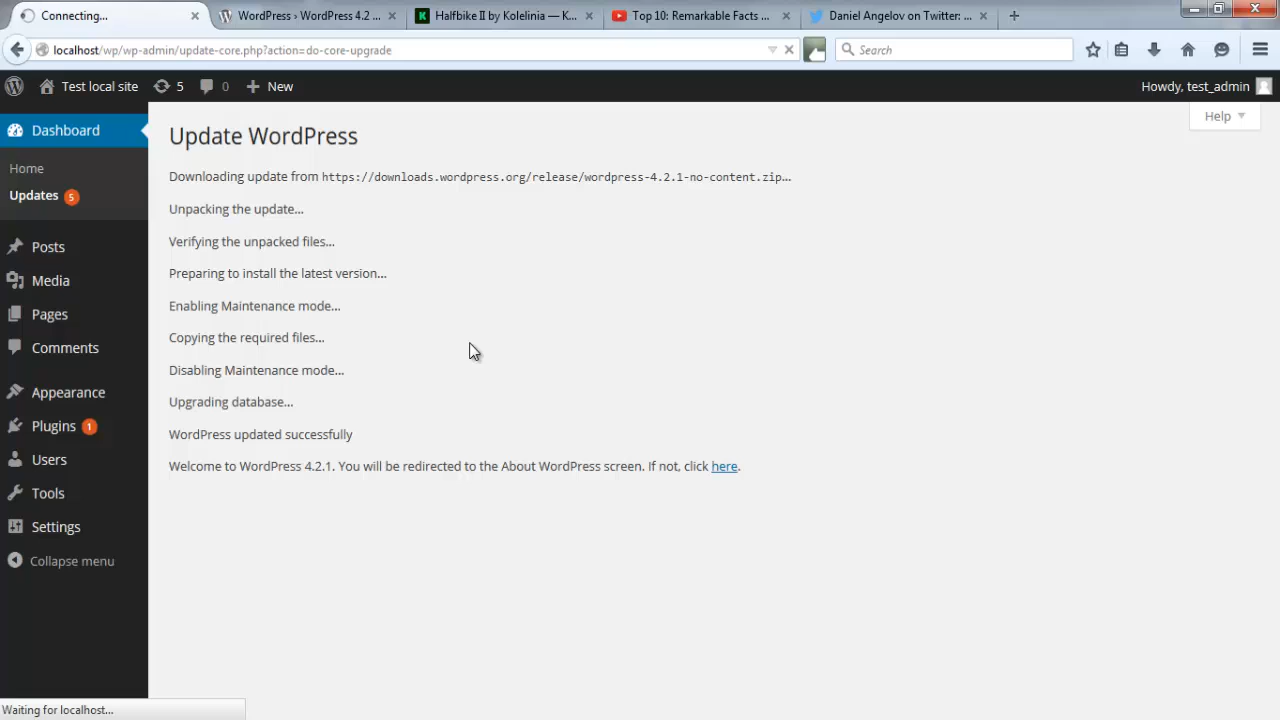 Connecting...
WordPress › WordPress 4.2 ...
Halfbike II by Kolelinia — K...
Top 10: Remarkable Facts ...
Daniel Angelov on Twitter: ...
localhost/wp/wp-admin/update-core.php?action=do-core-upgrade
Search
Test local site
5
0
New
Howdy, test_admin
Dashboard
Home
Updates 5
Posts
Media
Pages
Comments
Appearance
Plugins 1
Users
Tools
Settings
Collapse menu
Help
Update WordPress
Downloading update from https://downloads.wordpress.org/release/wordpress-4.2.1-no-content.zip...
Unpacking the update...
Verifying the unpacked files...
Preparing to install the latest version...
Enabling Maintenance mode...
Copying the required files...
Disabling Maintenance mode...
Upgrading database...
WordPress updated successfully
Welcome to WordPress 4.2.1. You will be redirected to the About WordPress screen. If not, click here.
Waiting for localhost...